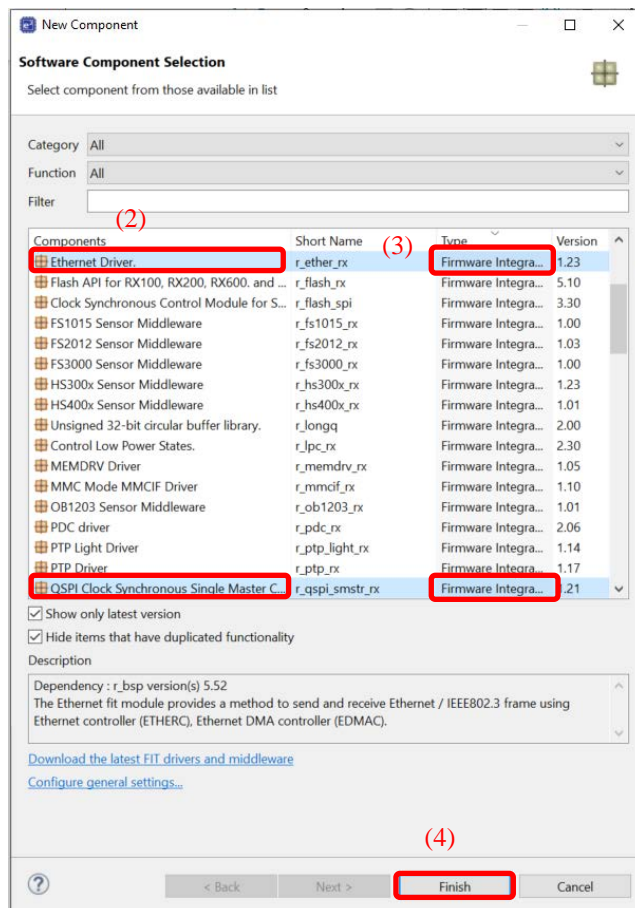 New Component
Software Component Selection
Select component from those available in list
Category All
Function All
Filter
(2)
Components Short Name (3) Type Version
Ethernet Driver. r_ether_rx Firmware Integra... 1.23
Flash API for RX100, RX200, RX600. and ... r_flash_rx Firmware Integra... 5.10
Clock Synchronous Control Module for S... r_flash_spi Firmware Integra... 3.30
FS1015 Sensor Middleware r_fs1015_rx Firmware Integra... 1.00
FS2012 Sensor Middleware r_fs2012_rx Firmware Integra... 1.03
FS3000 Sensor Middleware r_fs3000_rx Firmware Integra... 1.00
HS300x Sensor Middleware r_hs300x_rx Firmware Integra... 1.23
HS400x Sensor Middleware r_hs400x_rx Firmware Integra... 1.01
Unsigned 32-bit circular buffer library. r_longq Firmware Integra... 2.00
Control Low Power States. r_lpc_rx Firmware Integra... 2.30
MEMDRV Driver r_memdrv_rx Firmware Integra... 1.05
MMC Mode MMCIF Driver r_mmcif_rx Firmware Integra... 1.10
OB1203 Sensor Middleware r_ob1203_rx Firmware Integra... 1.01
PDC driver r_pdc_rx Firmware Integra... 2.06
PTP Light Driver r_ptp_light_rx Firmware Integra... 1.14
PTP Driver r_ptp_rx Firmware Integra... 1.17
QSPI Clock Synchronous Single Master C... r_qspi_smstr_rx Firmware Integra... 1.21
Show only latest version
Hide items that have duplicated functionality
Description
Dependency : r_bsp version(s) 5.52
The Ethernet fit module provides a method to send and receive Ethernet / IEEE802.3 frame using
Ethernet controller (ETHERC), Ethernet DMA controller (EDMAC).
Download the latest FIT drivers and middleware
Configure general settings...
(4)
? < Back Next > Finish Cancel